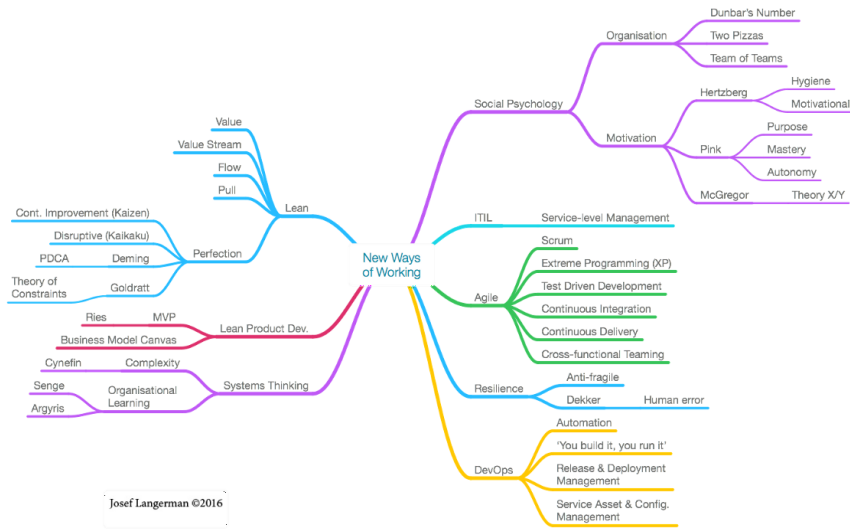 New Ways
of Working
Social Psychology
Organisation
Dunbar's Number
Two Pizzas
Team of Teams
Motivation
Hertzberg
Hygiene
Motivational
Pink
Purpose
Mastery
Autonomy
McGregor
Theory X/Y
ITIL
Service-level Management
Agile
Scrum
Extreme Programming (XP)
Test Driven Development
Continuous Integration
Continuous Delivery
Cross-functional Teaming
Resilience
Anti-fragile
Dekker
Human error
DevOps
Automation
'You build it, you run it'
Release & Deployment
Management
Service Asset & Config.
Management
Lean
Value
Value Stream
Flow
Pull
Perfection
Cont. Improvement (Kaizen)
Disruptive (Kaikaku)
Deming
PDCA
Goldratt
Theory of
Constraints
Lean Product Dev.
MVP
Ries
Business Model Canvas
Systems Thinking
Complexity
Cynefin
Organisational
Learning
Senge
Argyris
Josef Langerman ©2016